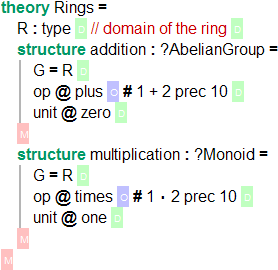 theory Rings =
R : type D // domain of the ring D
structure addition : ?AbelianGroup =
G = R D
op @ plus O # 1 + 2 prec 10 D
unit @ zero D
M
structure multiplication : ?Monoid =
G = R D
op @ times O # 1 · 2 prec 10 D
unit @ one D
M
M